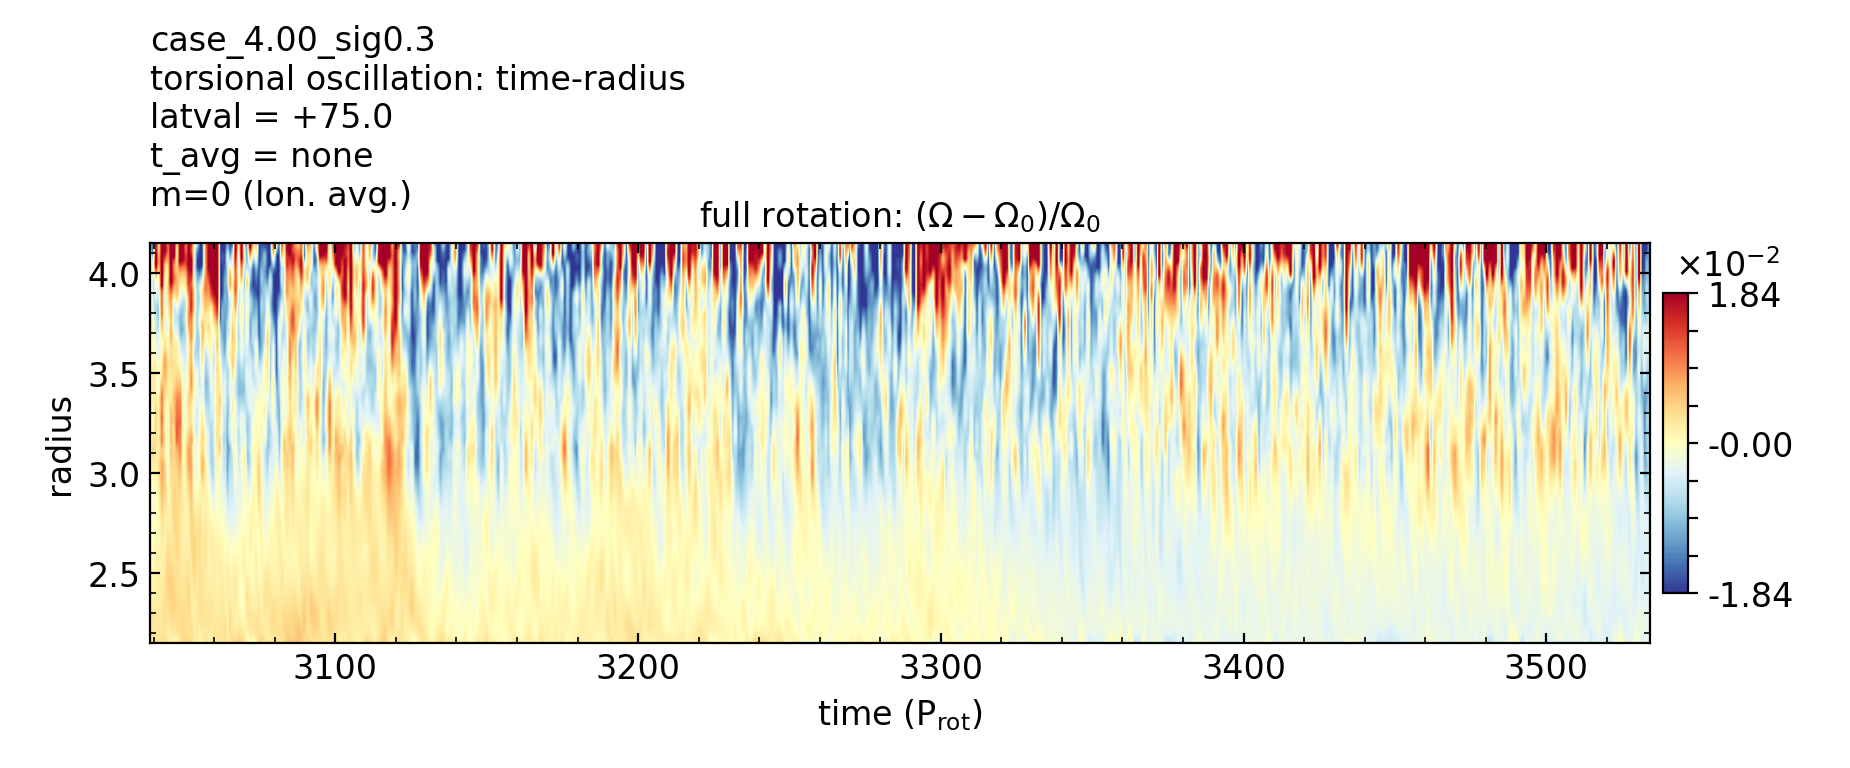 case_4.00_sig0.3
torsional oscillation: time-radius
latval = +75.0
t_avg = none
m=0 (lon. avg.)
full rotation: (Ω − Ω₀)/Ω₀
×10⁻²
1.84
-0.00
-1.84
4.0
3.5
3.0
2.5
radius
3100 3200 3300 3400 3500
time (P_rot)